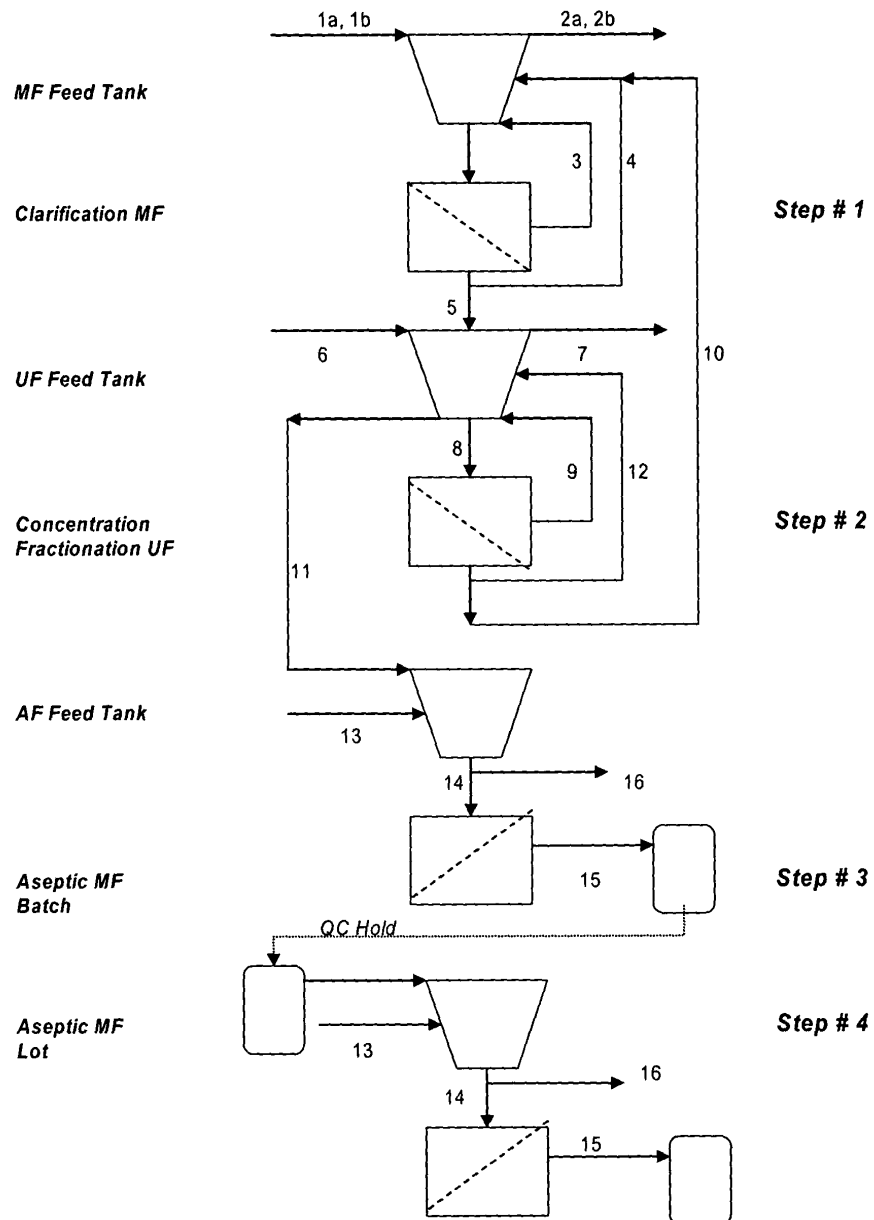 1a, 1b
2a, 2b
MF Feed Tank
3
4
Clarification MF
Step # 1
5
6
7
10
UF Feed Tank
8
9
12
Concentration
Fractionation UF
Step # 2
11
AF Feed Tank
13
14
16
Aseptic MF
Batch
15
Step # 3
QC Hold
Aseptic MF
Lot
13
Step # 4
14
16
15